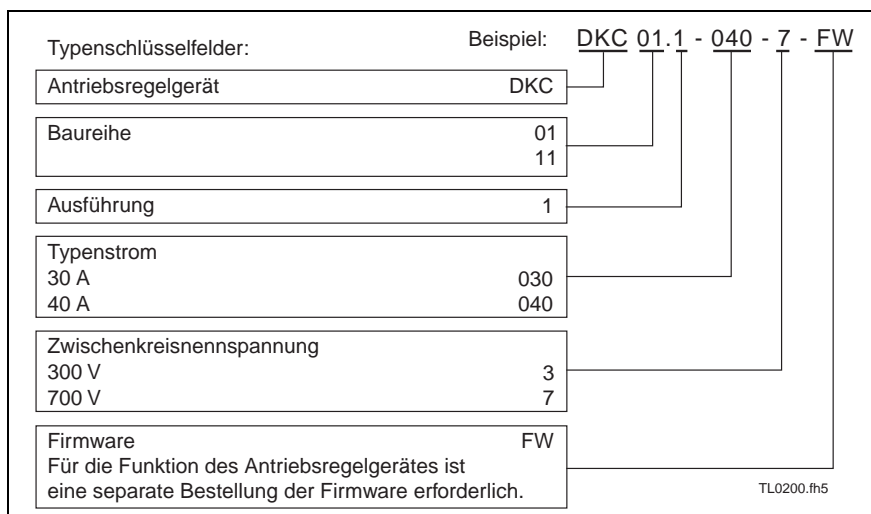 Typenschlüsselfelder: Beispiel: DKC 01.1 - 040 - 7 - FW
Antriebsregelgerät DKC
Baureihe 01
11
Ausführung 1
Typenstrom
30 A 030
40 A 040
Zwischenkreisnennspannung
300 V 3
700 V 7
Firmware FW
Für die Funktion des Antriebsregelgerätes ist
eine separate Bestellung der Firmware erforderlich.
TL0200.fh5